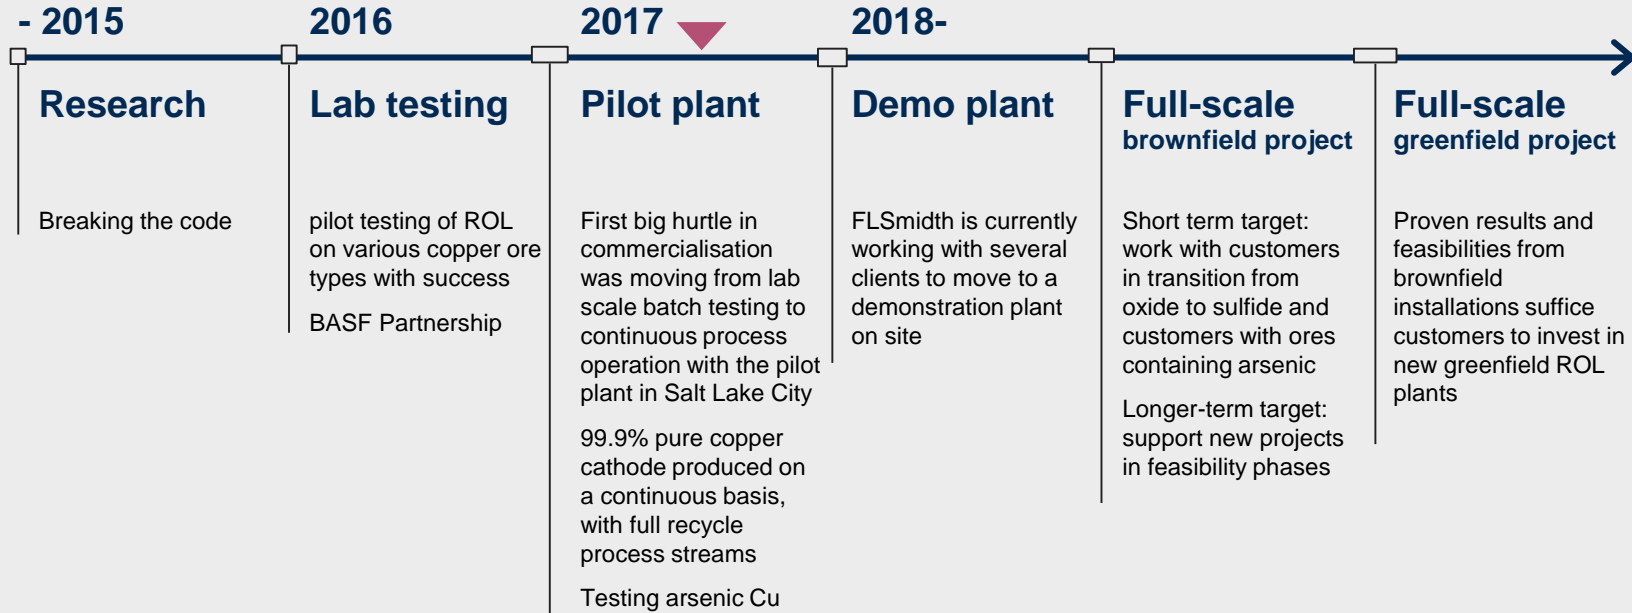 - 2015
Research
Breaking the code
2016
Lab testing
pilot testing of ROL
on various copper ore
types with success
BASF Partnership
2017
Pilot plant
First big hurtle in
commercialisation
was moving from lab
scale batch testing to
continuous process
operation with the pilot
plant in Salt Lake City
99.9% pure copper
cathode produced on
a continuous basis,
with full recycle
process streams
Testing arsenic Cu
2018-
Demo plant
FLSmidth is currently
working with several
clients to move to a
demonstration plant
on site
Full-scale
brownfield project
Short term target:
work with customers
in transition from
oxide to sulfide and
customers with ores
containing arsenic
Longer-term target:
support new projects
in feasibility phases
Full-scale
greenfield project
Proven results and
feasibilities from
brownfield
installations suffice
customers to invest in
new greenfield ROL
plants